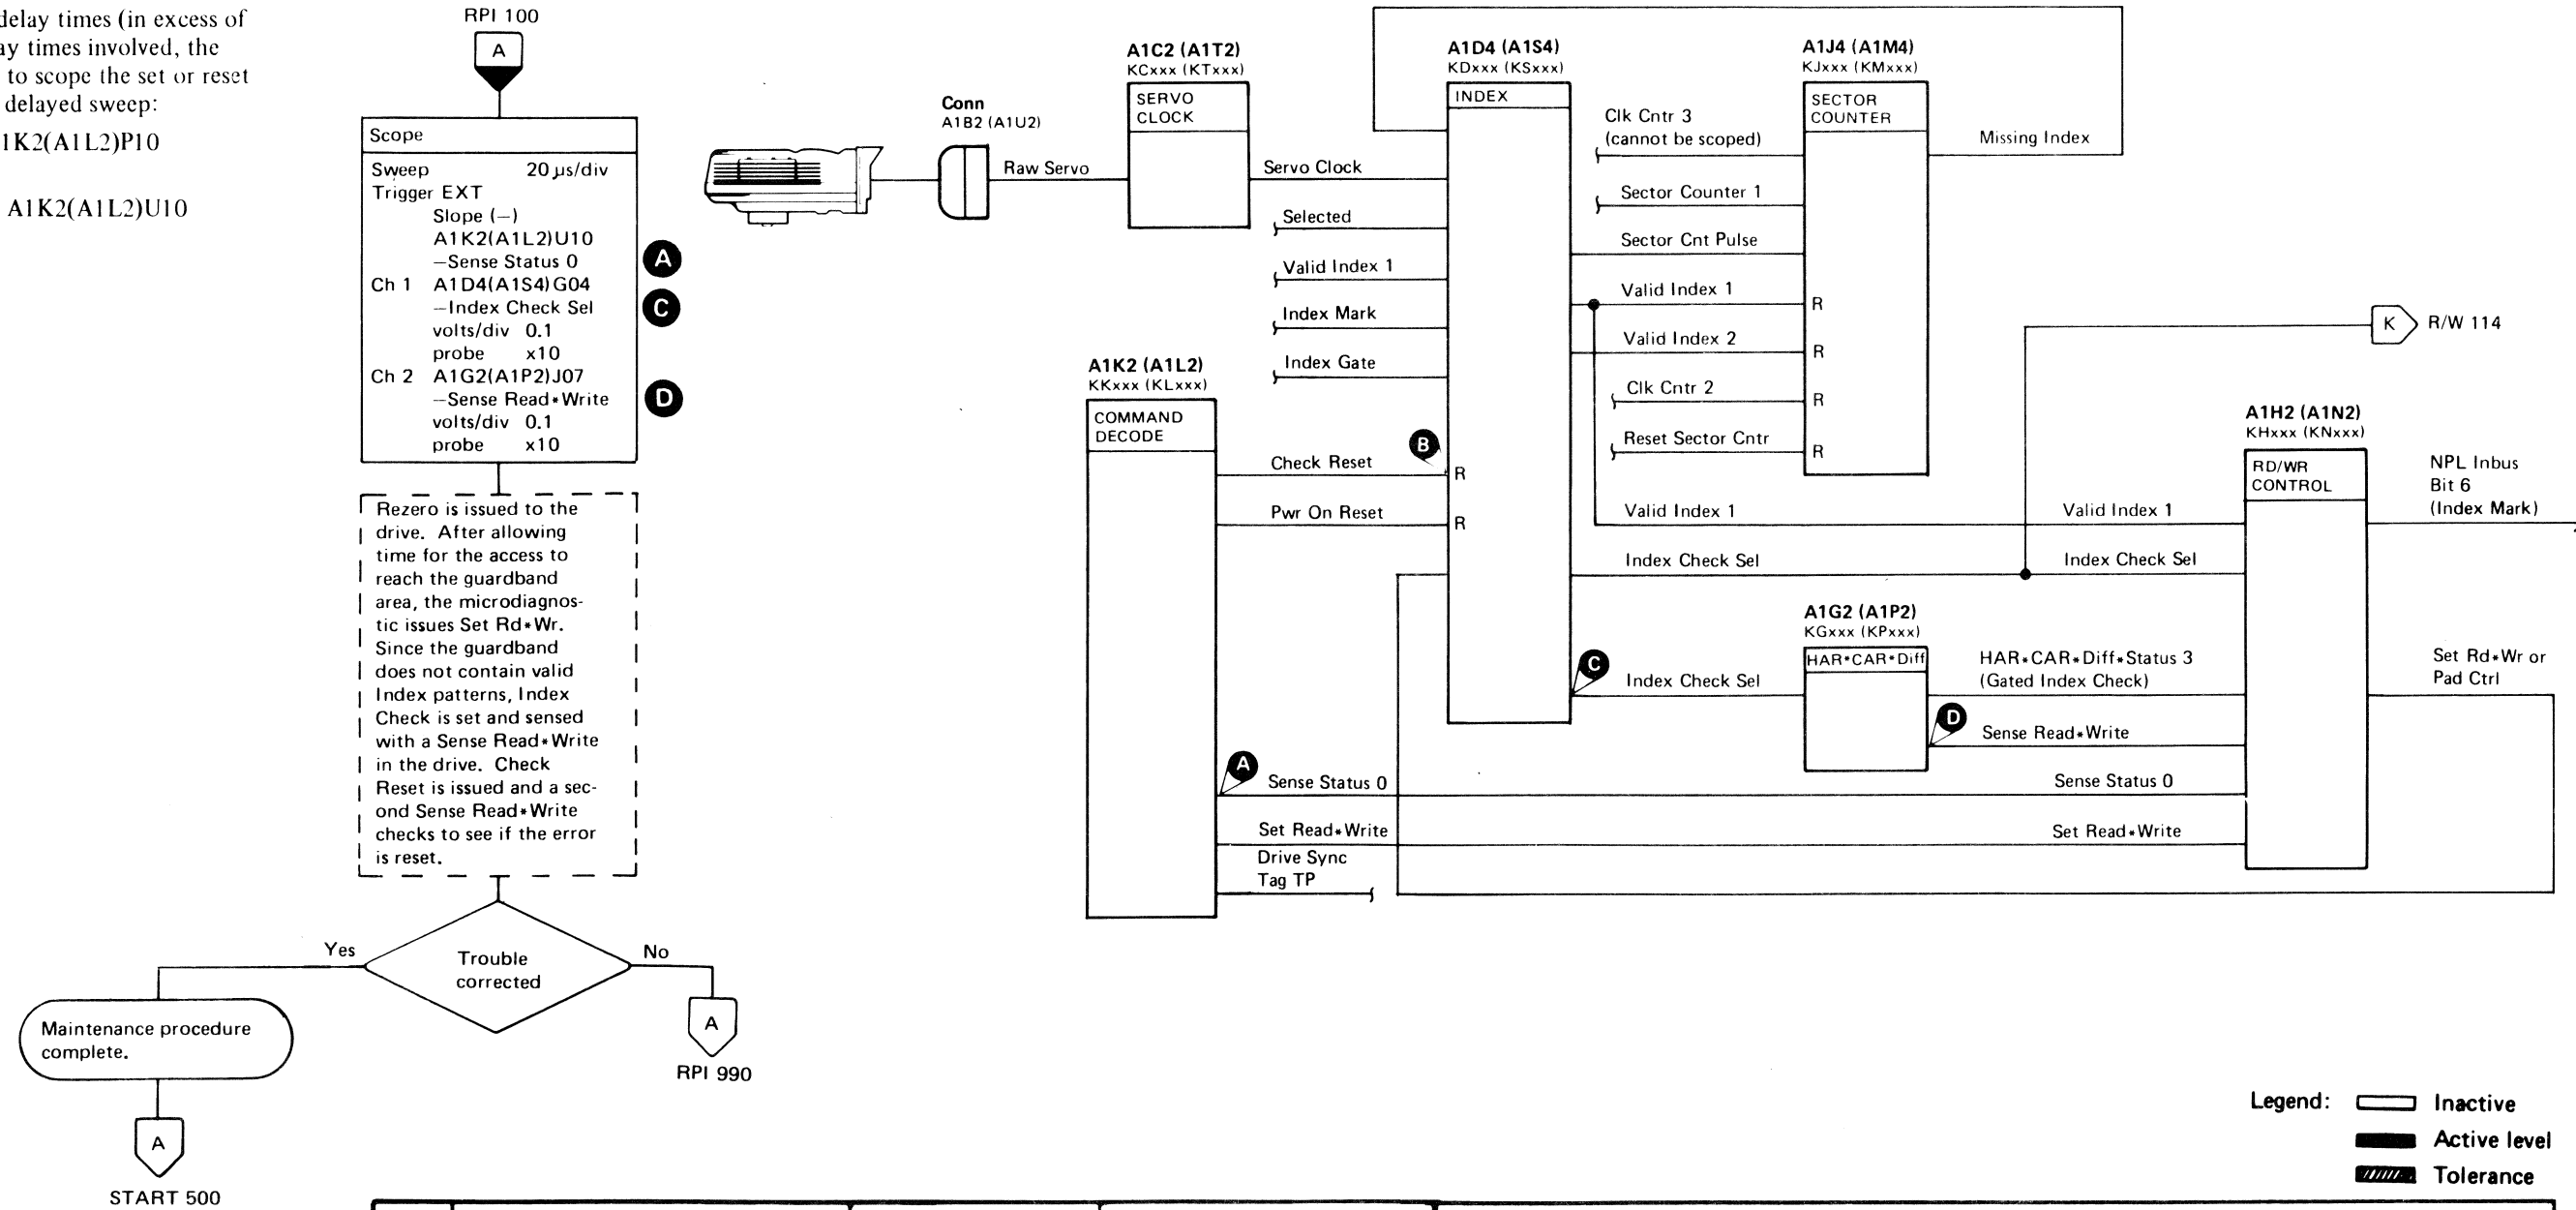 delay times (in excess of
ay times involved, the
to scope the set or reset
delayed sweep:
1K2(A1L2)P10
A1K2(A1L2)U10
RPI 100
A
Scope
Sweep 20 µs/div
Trigger EXT
Slope (−)
A1K2(A1L2)U10
−Sense Status 0
A
Ch 1 A1D4(A1S4)G04
−Index Check Sel
C
volts/div 0.1
probe x10
Ch 2 A1G2(A1P2)J07
−Sense Read*Write
D
volts/div 0.1
probe x10
Rezero is issued to the
drive. After allowing
time for the access to
reach the guardband
area, the microdiagnos-
tic issues Set Rd*Wr.
Since the guardband
does not contain valid
Index patterns, Index
Check is set and sensed
with a Sense Read*Write
in the drive. Check
Reset is issued and a sec-
ond Sense Read*Write
checks to see if the error
is reset.
Trouble
corrected
Yes
No
Maintenance procedure
complete.
A
START 500
A
RPI 990
Conn
A1B2 (A1U2)
Raw Servo
A1C2 (A1T2)
KCxxx (KTxxx)
SERVO
CLOCK
Servo Clock
Selected
Valid Index 1
Index Mark
Index Gate
A1K2 (A1L2)
KKxxx (KLxxx)
COMMAND
DECODE
Check Reset
Pwr On Reset
A
Sense Status 0
Set Read*Write
Drive Sync
Tag TP
A1D4 (A1S4)
KDxxx (KSxxx)
INDEX
B
R
R
C
Clk Cntr 3
(cannot be scoped)
Sector Counter 1
Sector Cnt Pulse
Valid Index 1
Valid Index 2
Clk Cntr 2
Reset Sector Cntr
Valid Index 1
Index Check Sel
Index Check Sel
A1J4 (A1M4)
KJxxx (KMxxx)
SECTOR
COUNTER
R
R
R
R
Missing Index
A1G2 (A1P2)
KGxxx (KPxxx)
HAR*CAR*Diff
HAR*CAR*Diff*Status 3
(Gated Index Check)
D
Sense Read*Write
Valid Index 1
Index Check Sel
Sense Status 0
Set Read*Write
K
R/W 114
A1H2 (A1N2)
KHxxx (KNxxx)
RD/WR
CONTROL
NPL Inbus
Bit 6
(Index Mark)
Set Rd*Wr or
Pad Ctrl
Legend:
Inactive
Active level
Tolerance